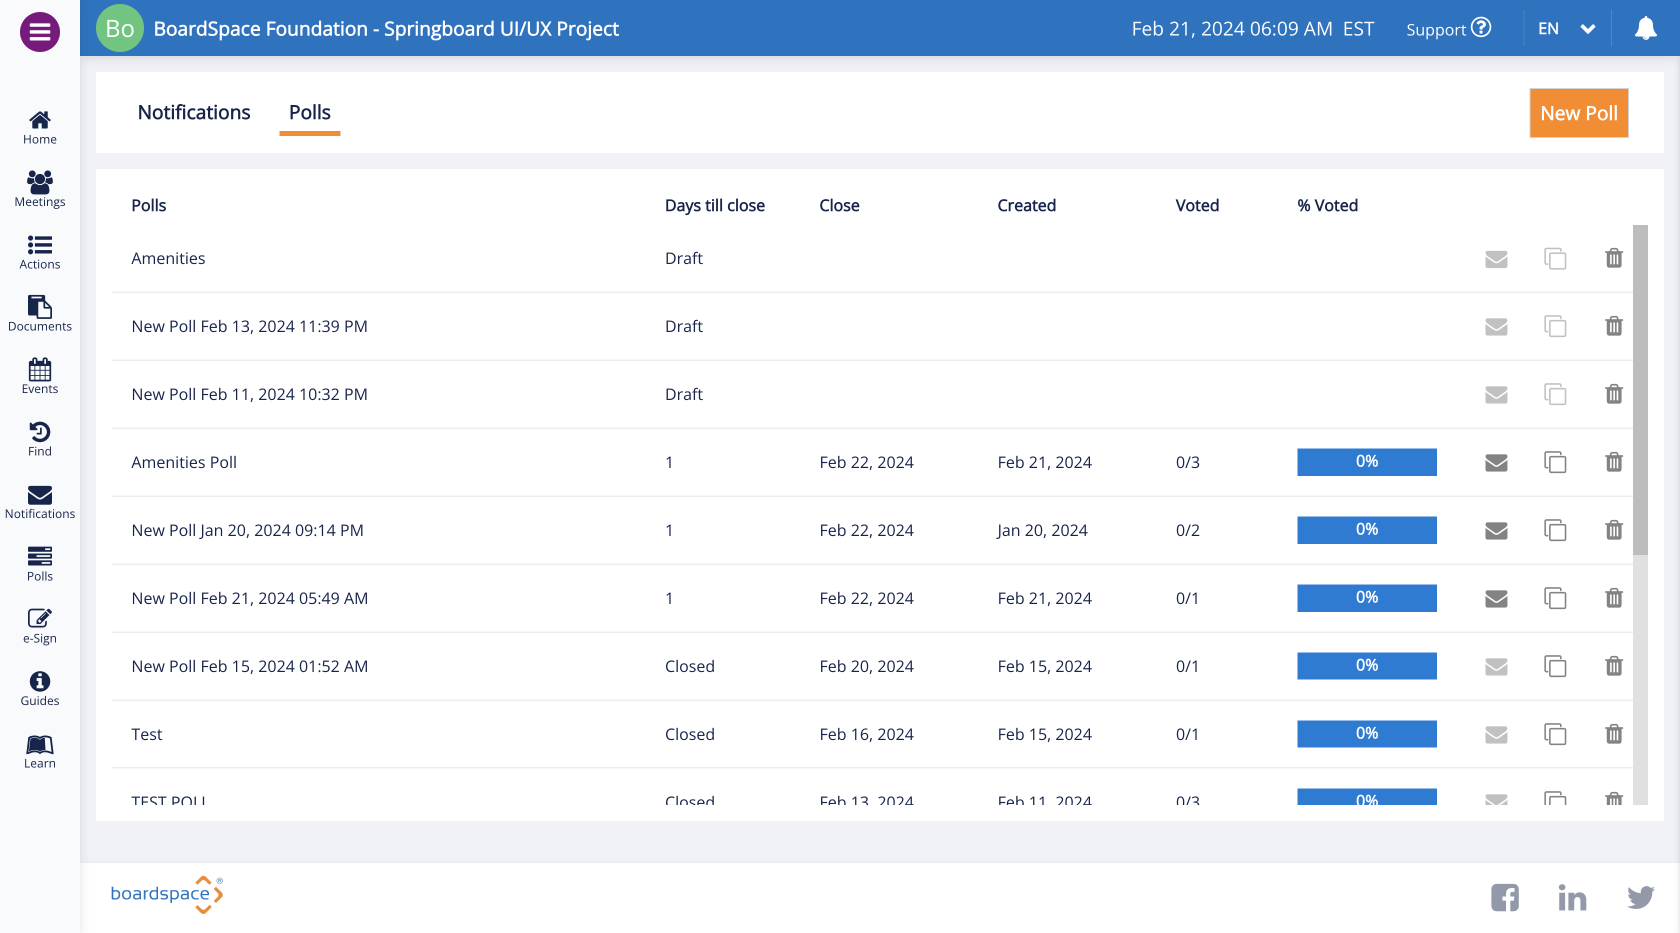 Bo BoardSpace Foundation - Springboard UI/UX Project Feb 21, 2024 06:09 AM EST Support EN
Home
Meetings
Actions
Documents
Events
Find
Notifications
Polls
e-Sign
Guides
Learn
Notifications Polls New Poll
Polls Days till close Close Created Voted % Voted
Amenities Draft
New Poll Feb 13, 2024 11:39 PM Draft
New Poll Feb 11, 2024 10:32 PM Draft
Amenities Poll 1 Feb 22, 2024 Feb 21, 2024 0/3 0%
New Poll Jan 20, 2024 09:14 PM 1 Feb 22, 2024 Jan 20, 2024 0/2 0%
New Poll Feb 21, 2024 05:49 AM 1 Feb 22, 2024 Feb 21, 2024 0/1 0%
New Poll Feb 15, 2024 01:52 AM Closed Feb 20, 2024 Feb 15, 2024 0/1 0%
Test Closed Feb 16, 2024 Feb 15, 2024 0/1 0%
TEST POLL Closed Feb 13, 2024 Feb 11, 2024 0/3 0%
boardspace®